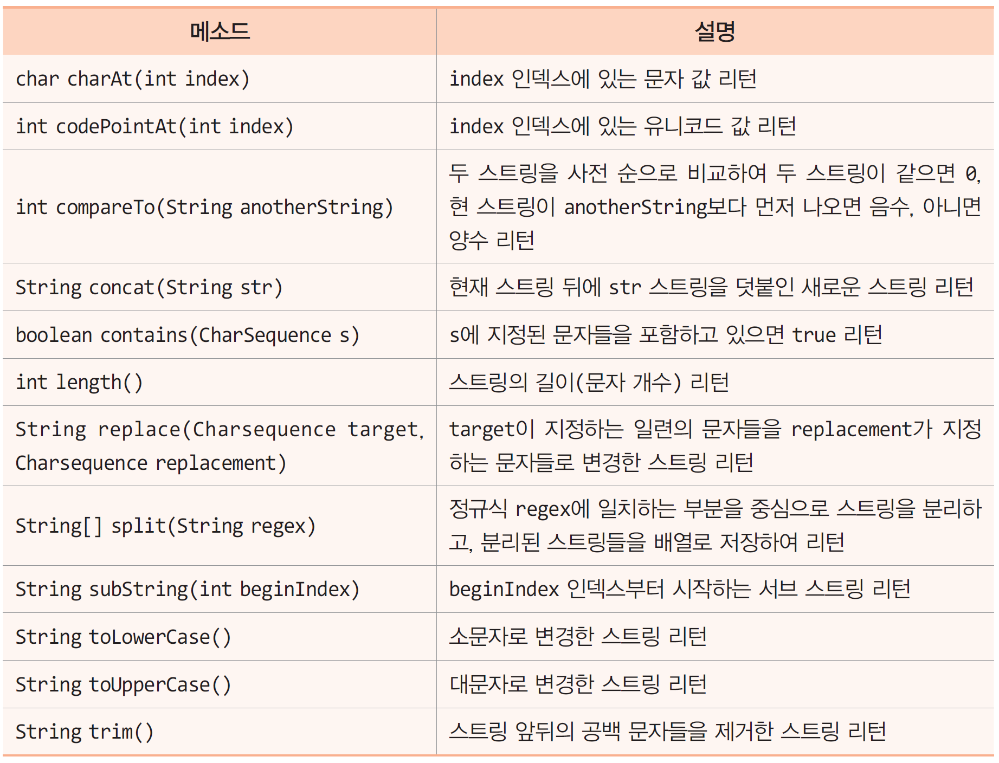 메소드 설명
char charAt(int index) index 인덱스에 있는 문자 값 리턴
int codePointAt(int index) index 인덱스에 있는 유니코드 값 리턴
int compareTo(String anotherString) 두 스트링을 사전 순으로 비교하여 두 스트링이 같으면 0,
현 스트링이 anotherString보다 먼저 나오면 음수, 아니면
양수 리턴
String concat(String str) 현재 스트링 뒤에 str 스트링을 덧붙인 새로운 스트링 리턴
boolean contains(CharSequence s) s에 지정된 문자들을 포함하고 있으면 true 리턴
int length() 스트링의 길이(문자 개수) 리턴
String replace(Charsequence target,
Charsequence replacement)
target이 지정하는 일련의 문자들을 replacement가 지정
하는 문자들로 변경한 스트링 리턴
String[] split(String regex) 정규식 regex에 일치하는 부분을 중심으로 스트링을 분리하
고, 분리된 스트링들을 배열로 저장하여 리턴
String subString(int beginIndex) beginIndex 인덱스부터 시작하는 서브 스트링 리턴
String toLowerCase() 소문자로 변경한 스트링 리턴
String toUpperCase() 대문자로 변경한 스트링 리턴
String trim() 스트링 앞뒤의 공백 문자들을 제거한 스트링 리턴